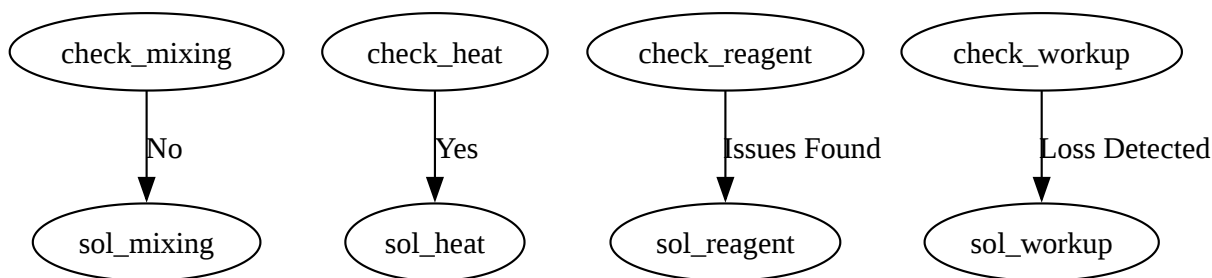 check_mixing
check_heat
check_reagent
check_workup
No
Yes
Issues Found
Loss Detected
sol_mixing
sol_heat
sol_reagent
sol_workup